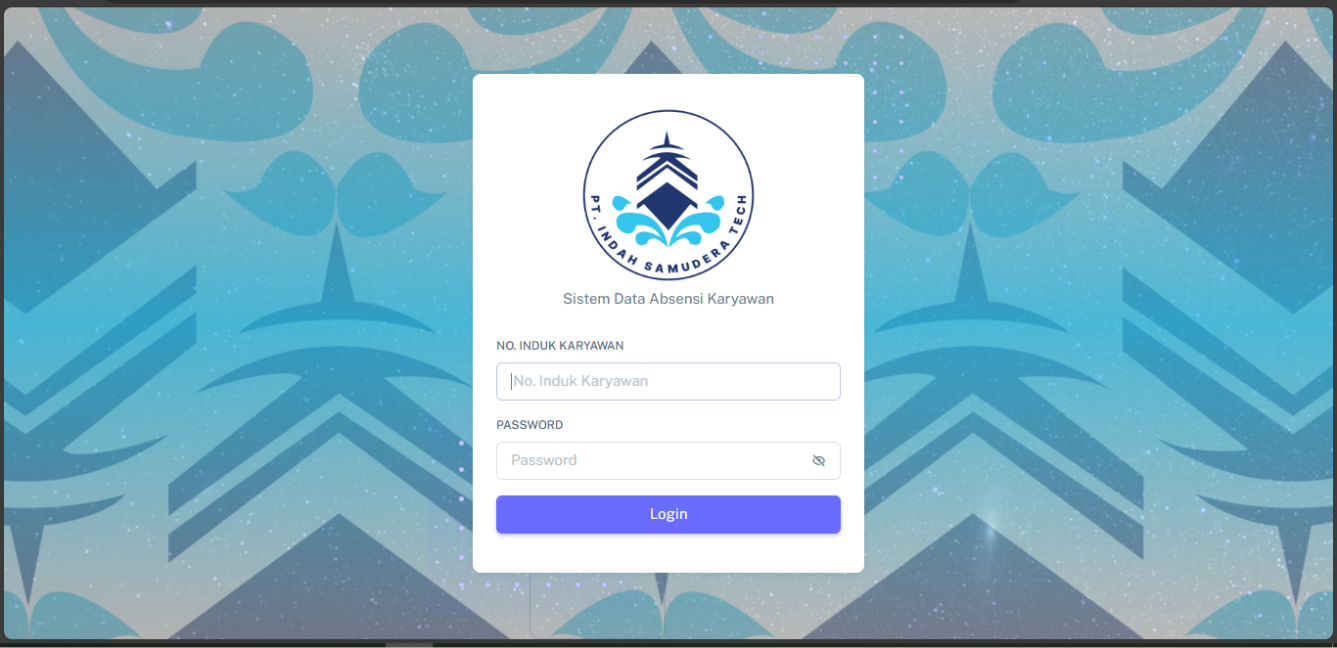 PT. INDAH SAMUDERA TECH
Sistem Data Absensi Karyawan
NO. INDUK KARYAWAN
No. Induk Karyawan
PASSWORD
Password
Login